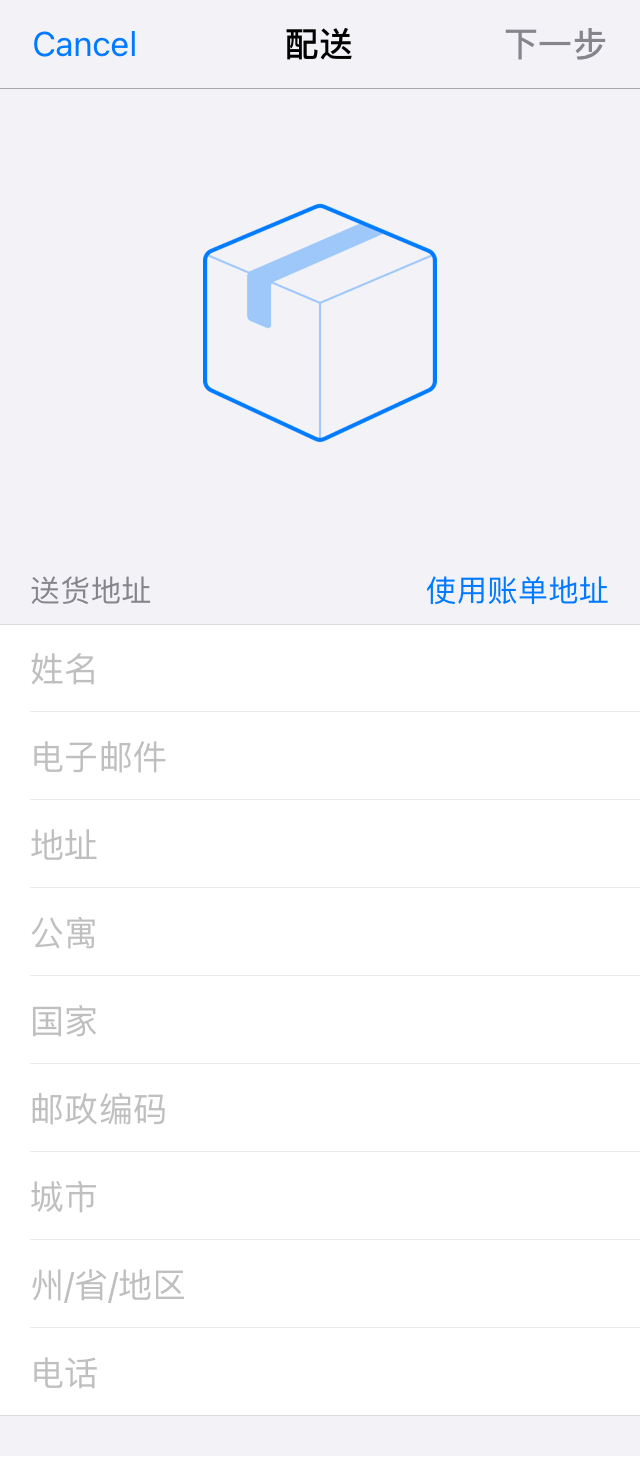 Cancel 配送 下一步
送货地址 使用账单地址
姓名
电子邮件
地址
公寓
国家
邮政编码
城市
州/省/地区
电话